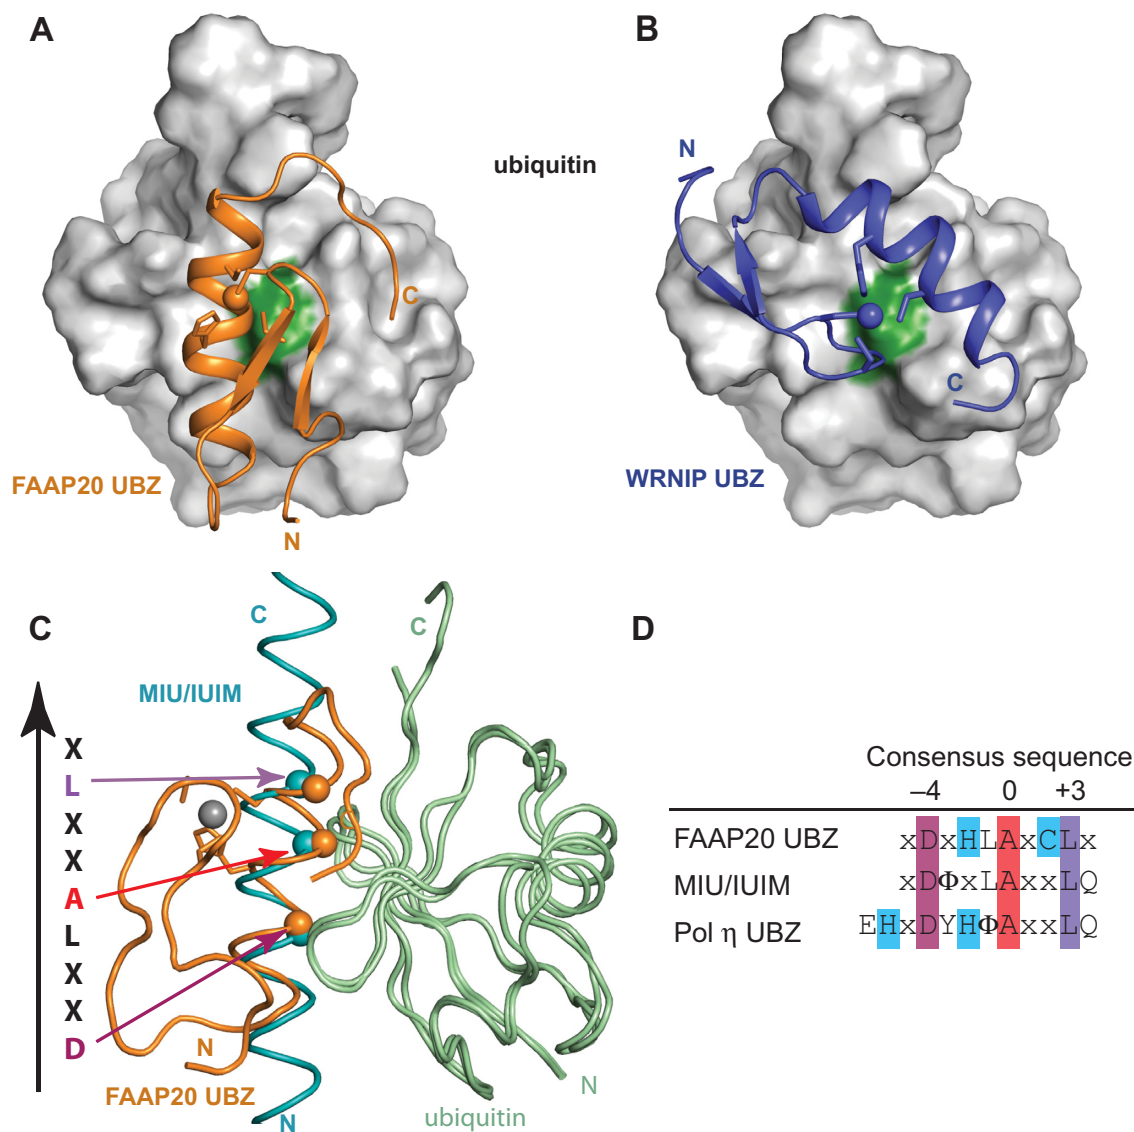 A
B
ubiquitin
N
C
C
FAAP20 UBZ
WRNIP UBZ
N
C
D
C
C
MIU/IUIM
X
L
X
X
A
L
X
X
D
N
FAAP20 UBZ
N
ubiquitin
N
Consensus sequence
–4 0 +3
FAAP20 UBZ xDxHLAxCLx
MIU/IUIM xDΦxLAxxLQ
Pol η UBZ EHxDYHΦAxxLQ